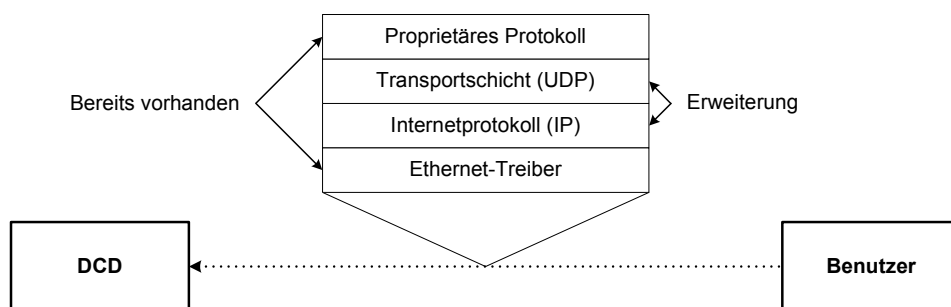 Proprietäres Protokoll
Transportschicht (UDP)
Bereits vorhanden
Erweiterung
Internetprotokoll (IP)
Ethernet-Treiber
DCD
Benutzer